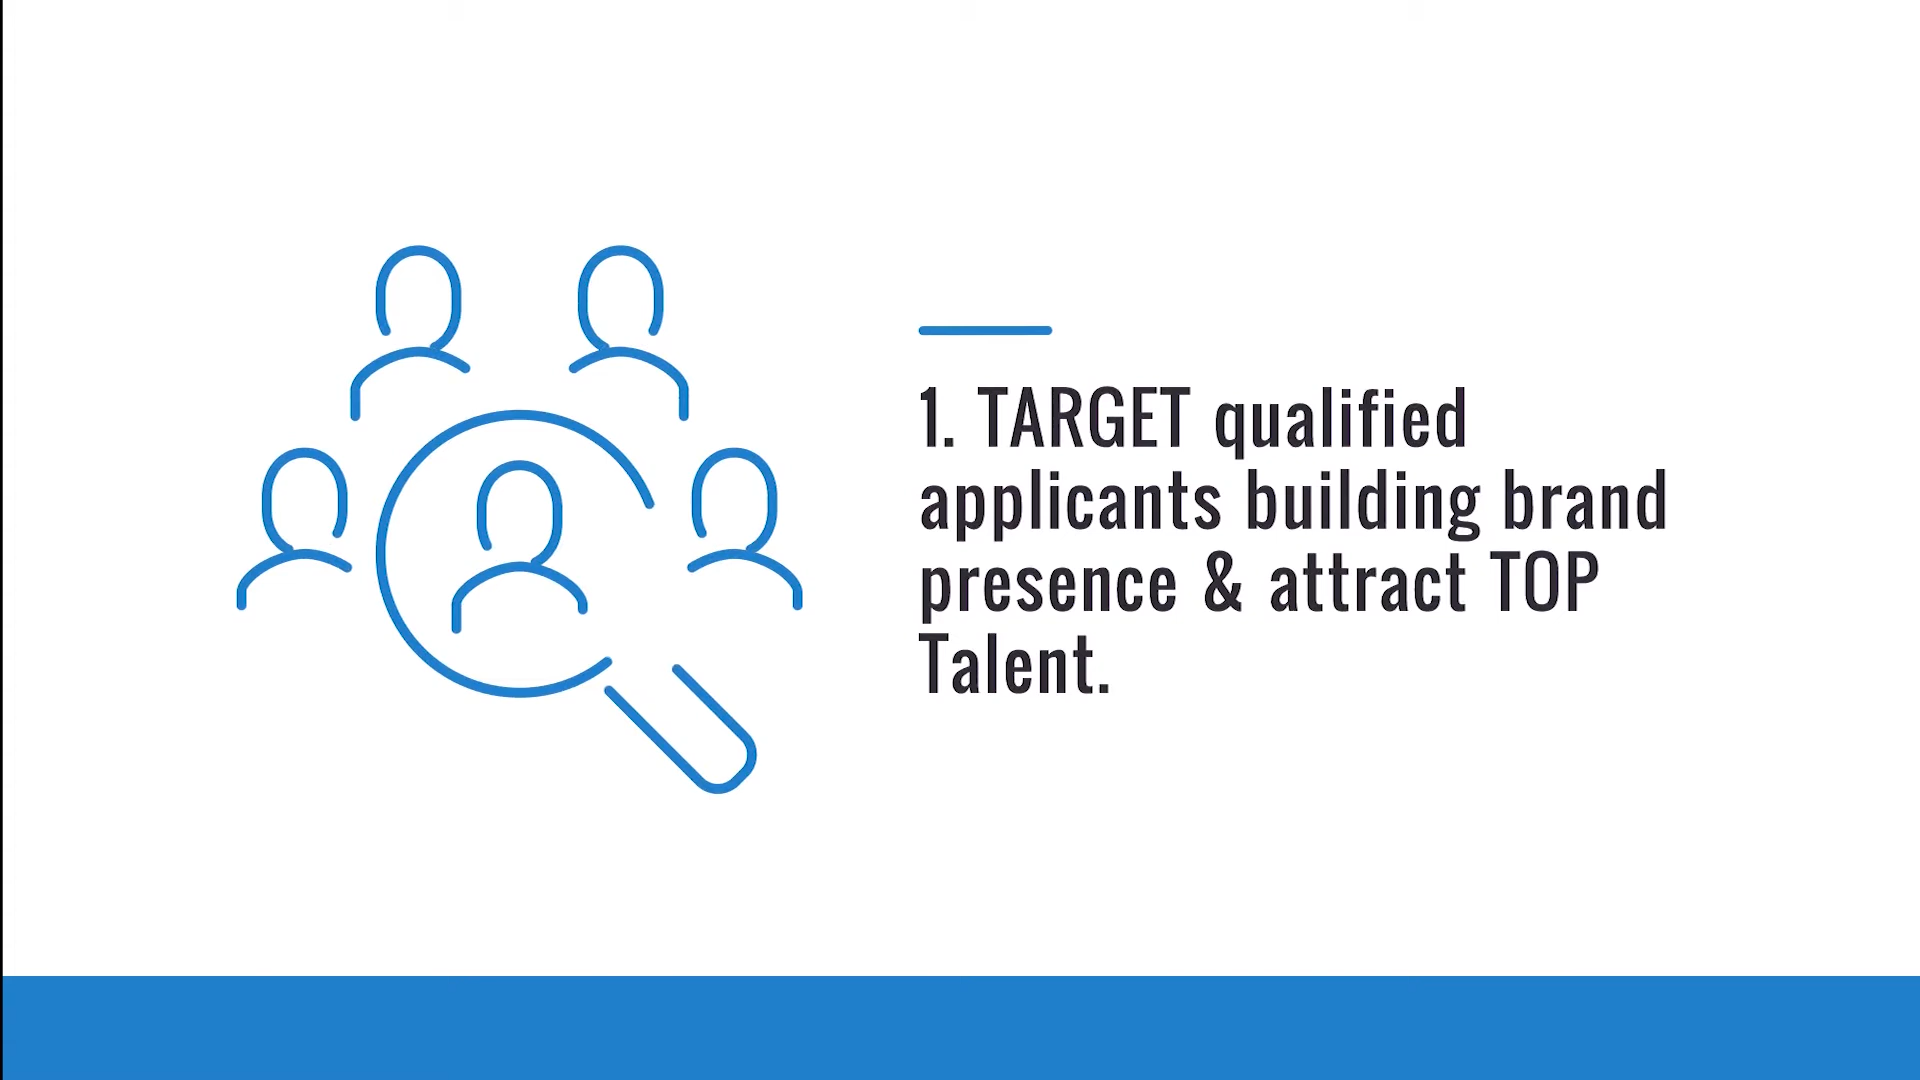 1. TARGET qualified
applicants building brand
presence & attract TOP
Talent.